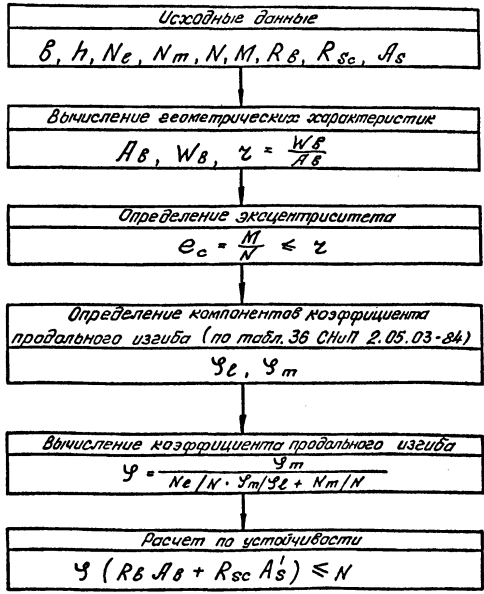 Исходные данные
b, h, Nℓ, Nm, N, M, Rb, Rsc, As
Вычисление геометрических характеристик
Ab, Wb, r = Wb/Ab
Определение эксцентриситета
ec = M/N ≤ r
Определение компонентов коэффициента
продольного изгиба (по табл. 36 СНиП 2.05.03-84)
φℓ, φm
Вычисление коэффициента продольного изгиба
φ = φm / (Nℓ/N · φm/φℓ + Nm/N)
Расчет по устойчивости
φ (Rb Ab + Rsc A's) ≤ N